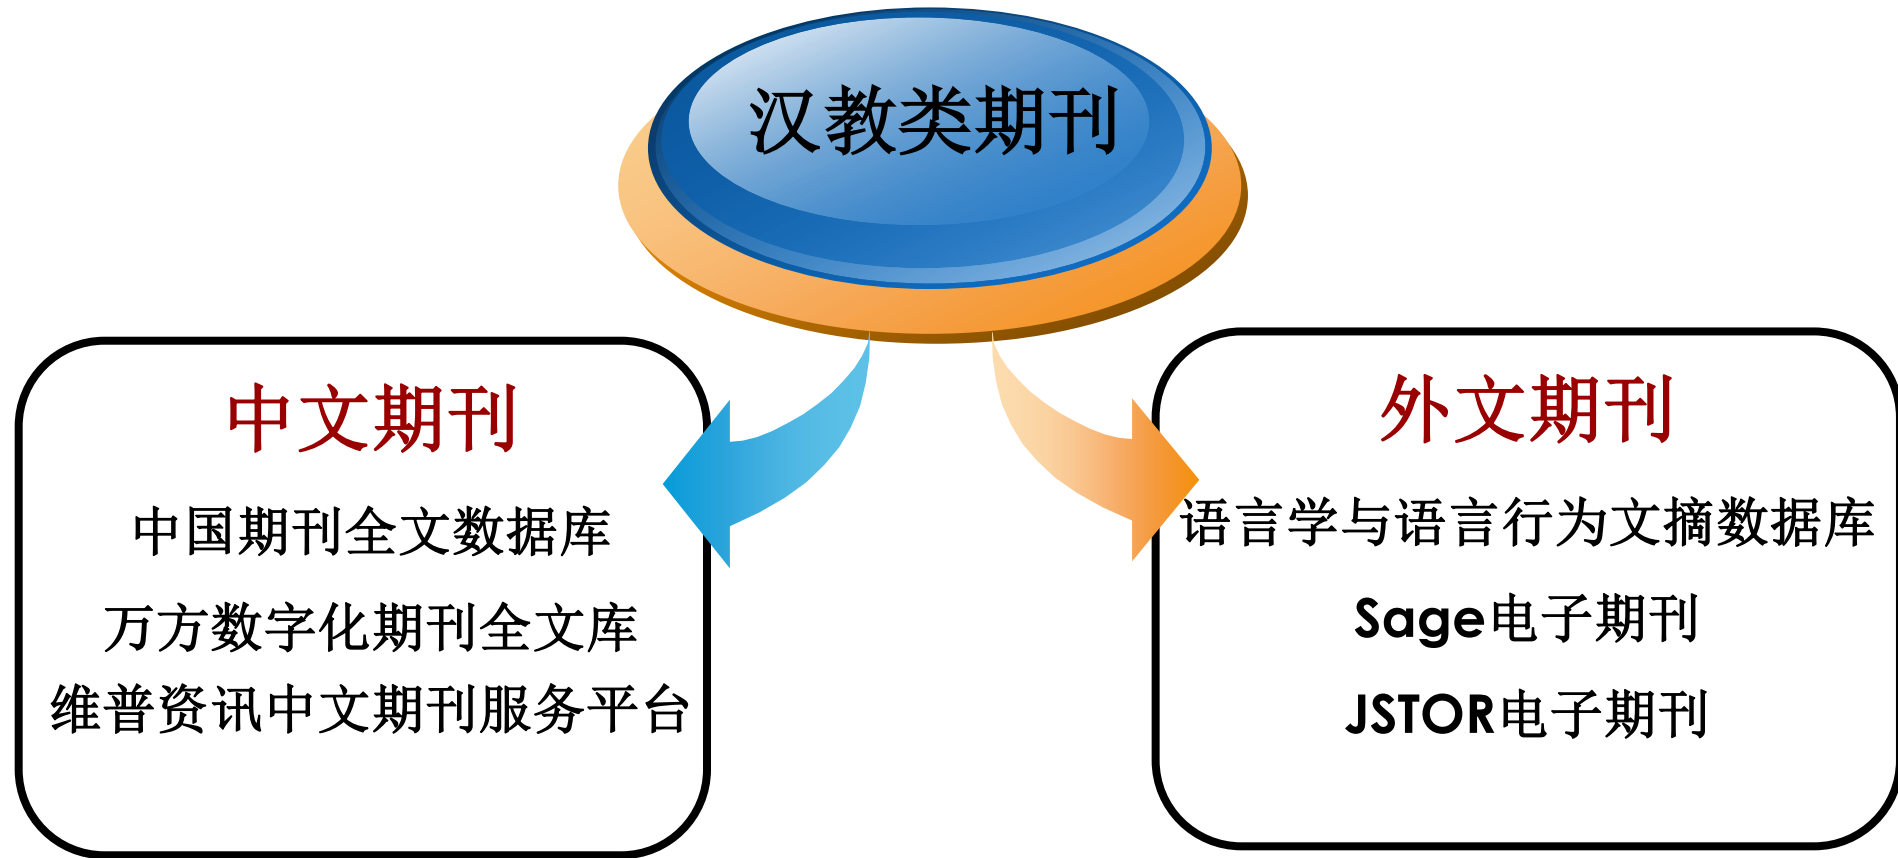 汉教类期刊
中文期刊
中国期刊全文数据库
万方数字化期刊全文库
维普资讯中文期刊服务平台
外文期刊
语言学与语言行为文摘数据库
Sage电子期刊
JSTOR电子期刊